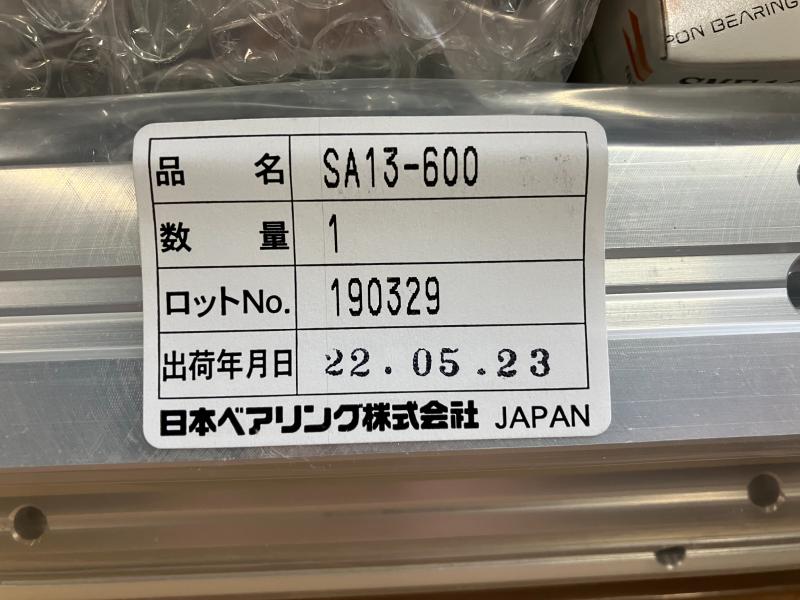 PON BEARING
品 名 SA13-600
数 量 1
ロットNo. 190329
出荷年月日 22.05.23
日本ベアリング株式会社 JAPAN